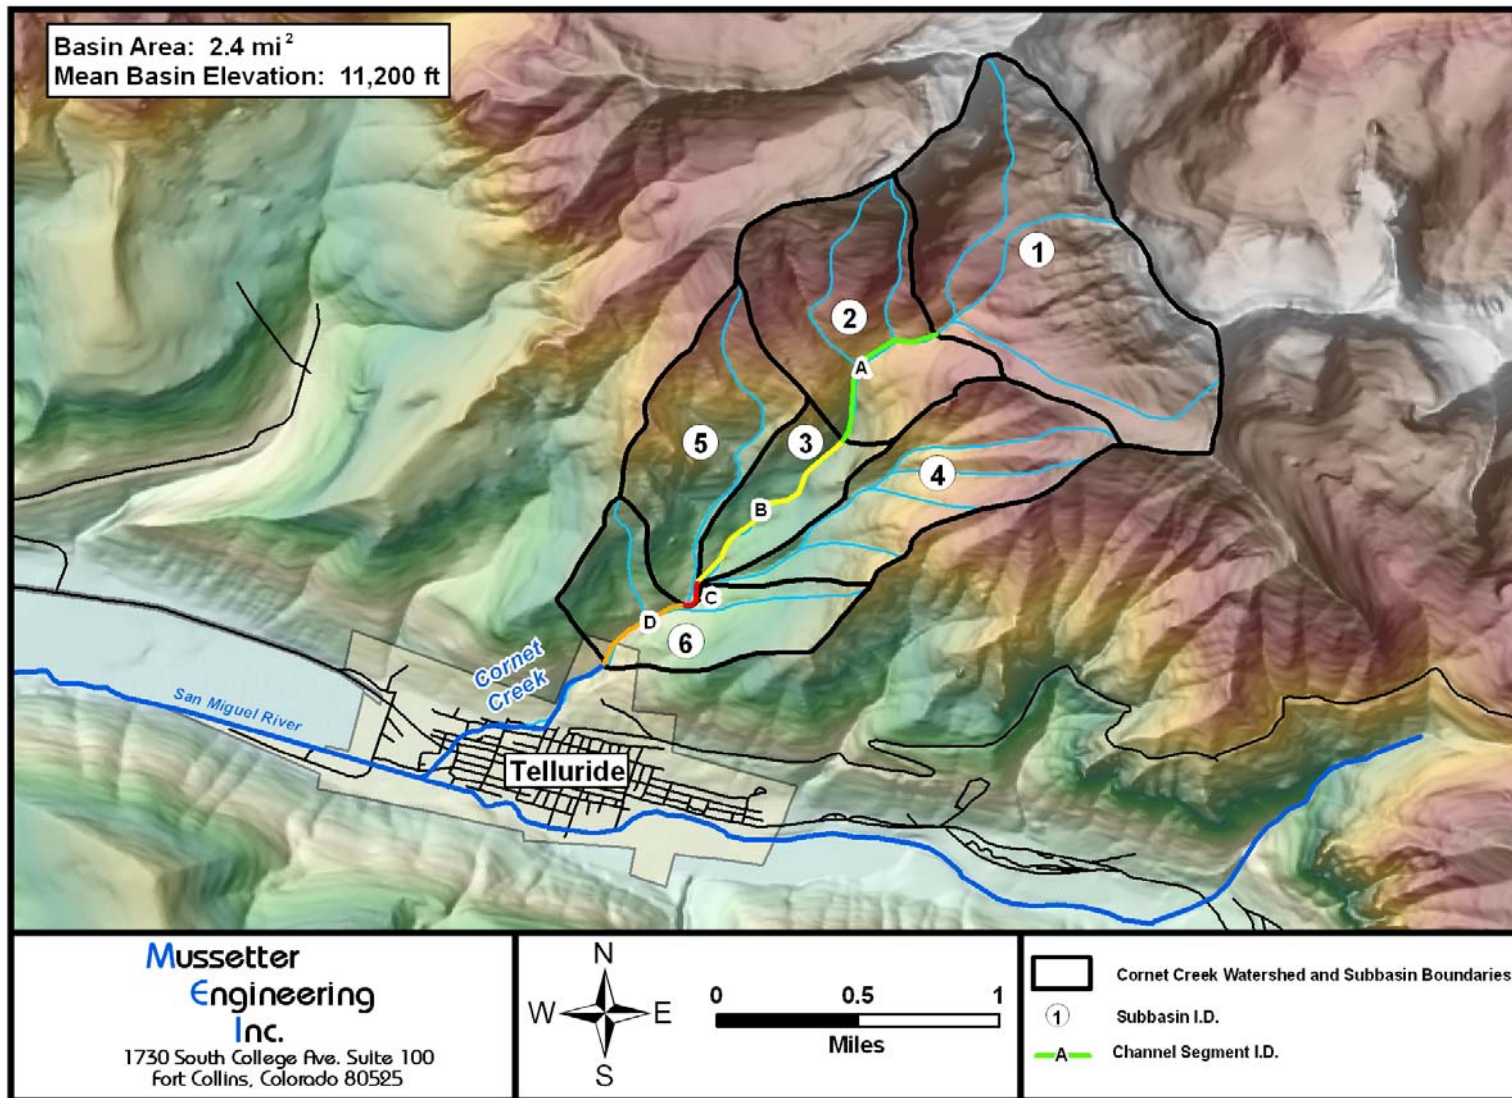 Basin Area: 2.4 mi²
Mean Basin Elevation: 11,200 ft
1
2
A
5
3
4
B
C
D
6
Cornet
Creek
San Miguel River
Telluride
Mussetter
Engineering
Inc.
1730 South College Ave. Suite 100
Fort Collins, Colorado 80525
N
W
E
S
0
0.5
1
Miles
Cornet Creek Watershed and Subbasin Boundaries
1
Subbasin I.D.
A
Channel Segment I.D.